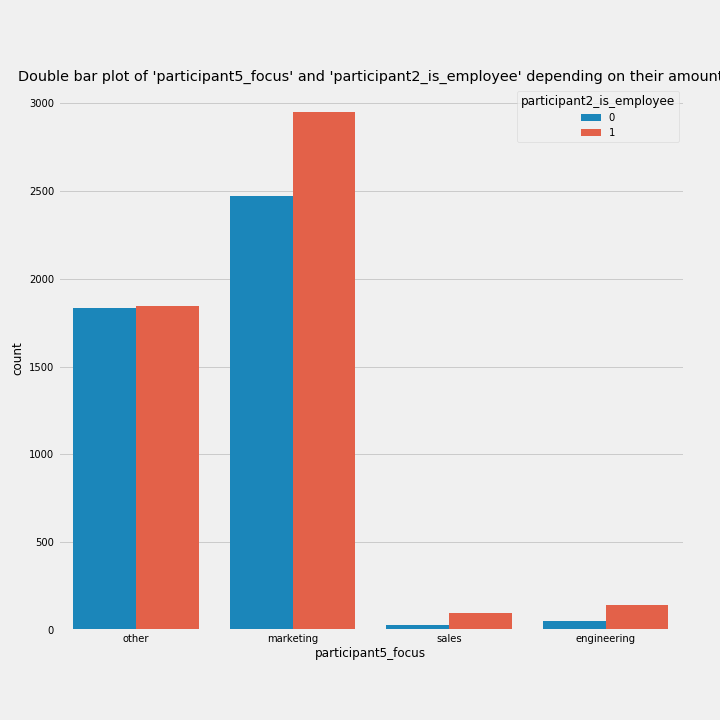 Double bar plot of 'participant5_focus' and 'participant2_is_employee' depending on their amount
participant2_is_employee
0
1
3000
2500
2000
1500
1000
500
0
count
other marketing sales engineering
participant5_focus